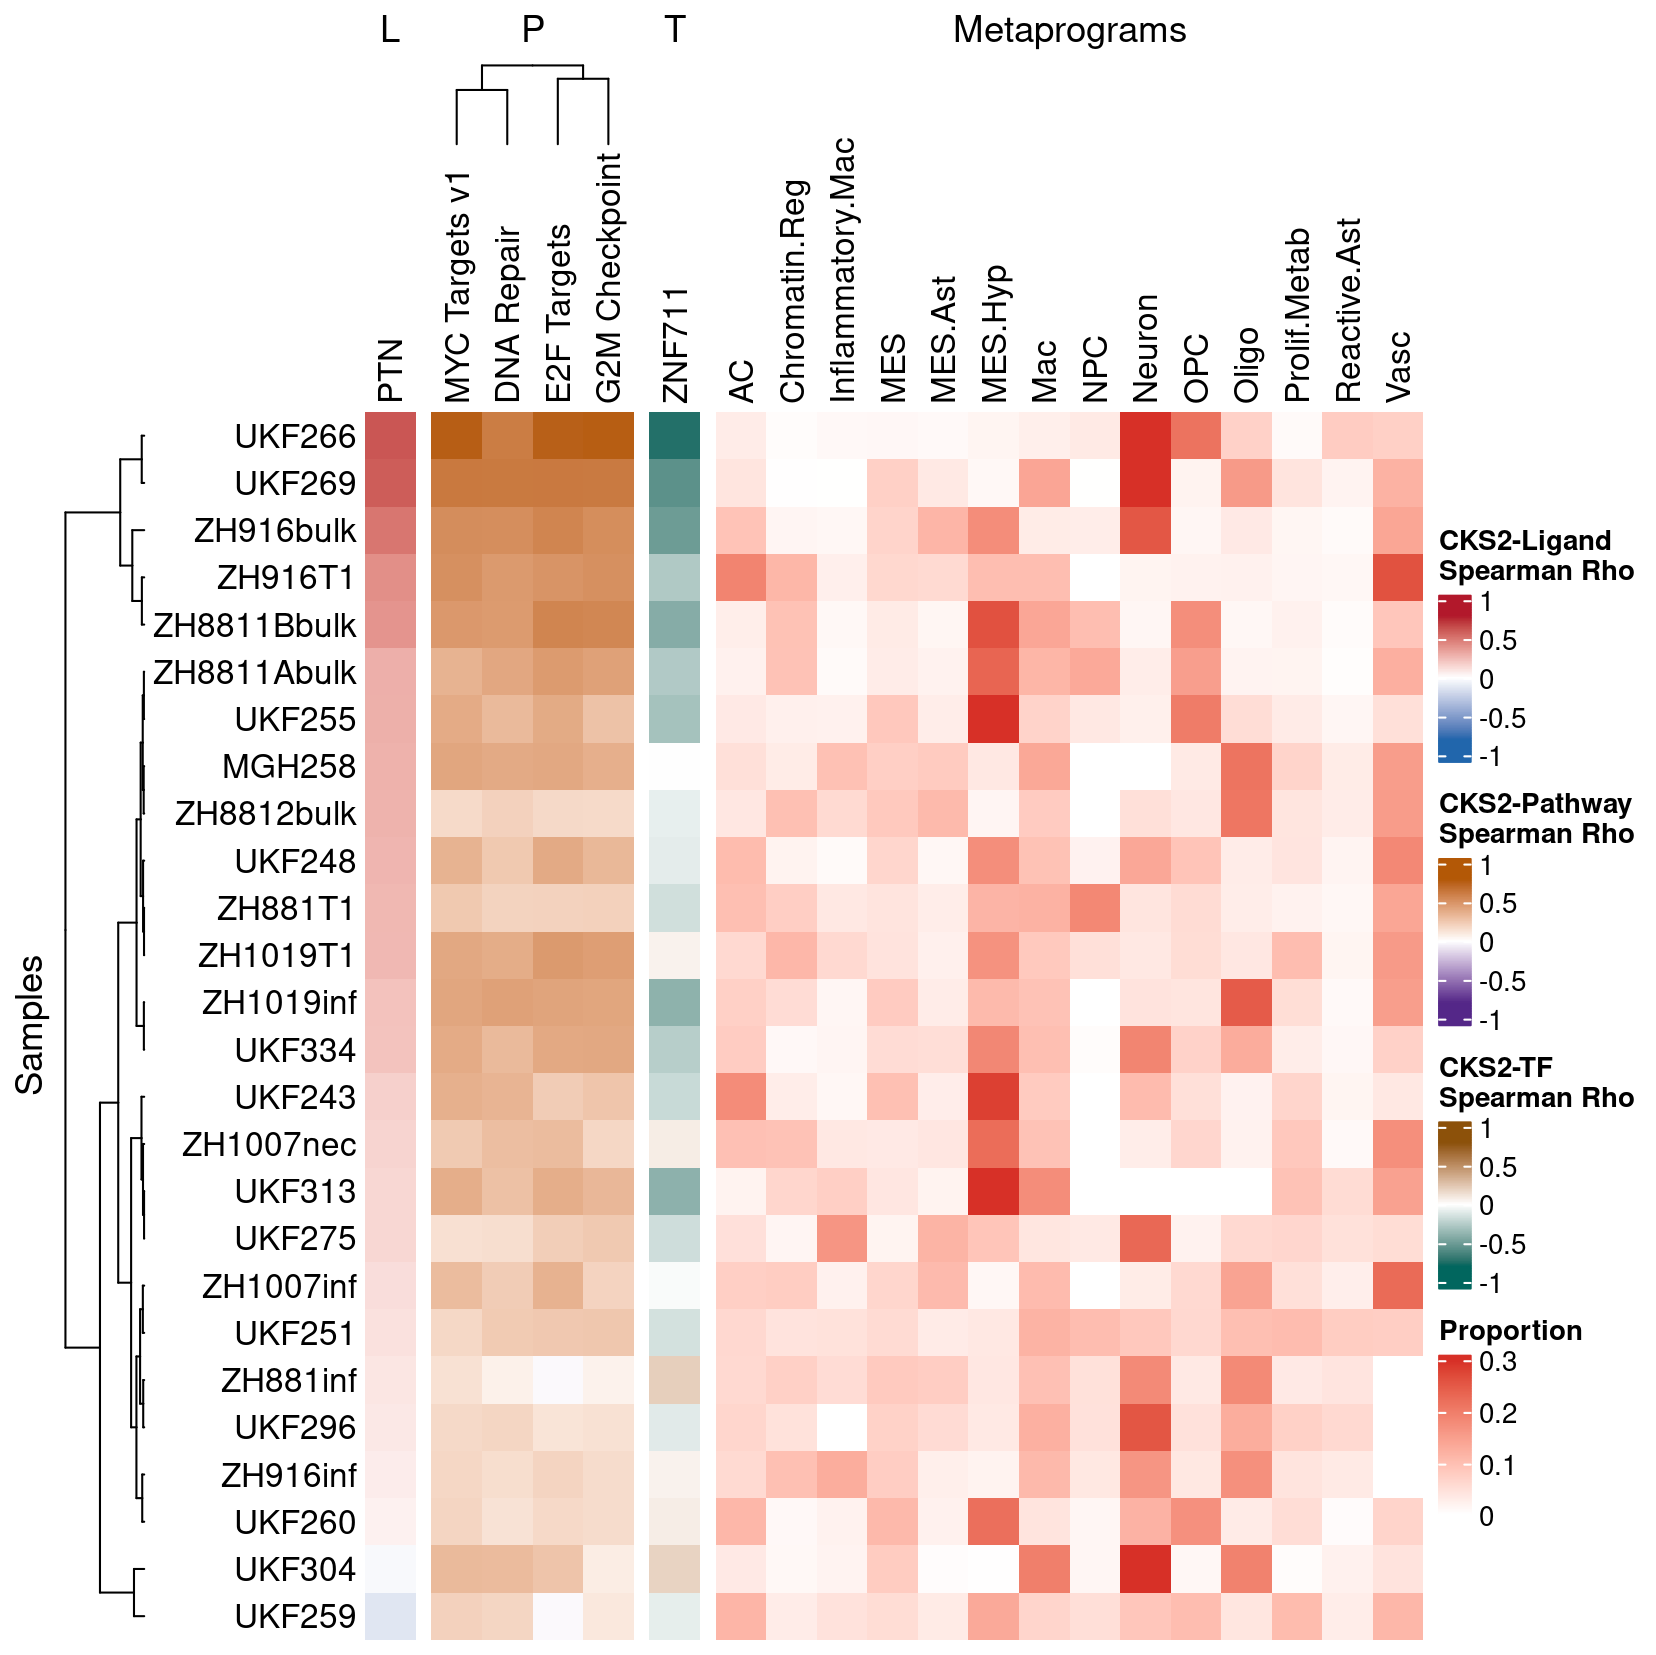 L P T Metaprograms
PTN
MYC Targets v1
DNA Repair
E2F Targets
G2M Checkpoint
ZNF711
AC
Chromatin.Reg
Inflammatory.Mac
MES
MES.Ast
MES.Hyp
Mac
NPC
Neuron
OPC
Oligo
Prolif.Metab
Reactive.Ast
Vasc
Samples
UKF266
UKF269
ZH916bulk
ZH916T1
ZH8811Bbulk
ZH8811Abulk
UKF255
MGH258
ZH8812bulk
UKF248
ZH881T1
ZH1019T1
ZH1019inf
UKF334
UKF243
ZH1007nec
UKF313
UKF275
ZH1007inf
UKF251
ZH881inf
UKF296
ZH916inf
UKF260
UKF304
UKF259
CKS2-Ligand
Spearman Rho
1
0.5
0
-0.5
-1
CKS2-Pathway
Spearman Rho
1
0.5
0
-0.5
-1
CKS2-TF
Spearman Rho
1
0.5
0
-0.5
-1
Proportion
0.3
0.2
0.1
0